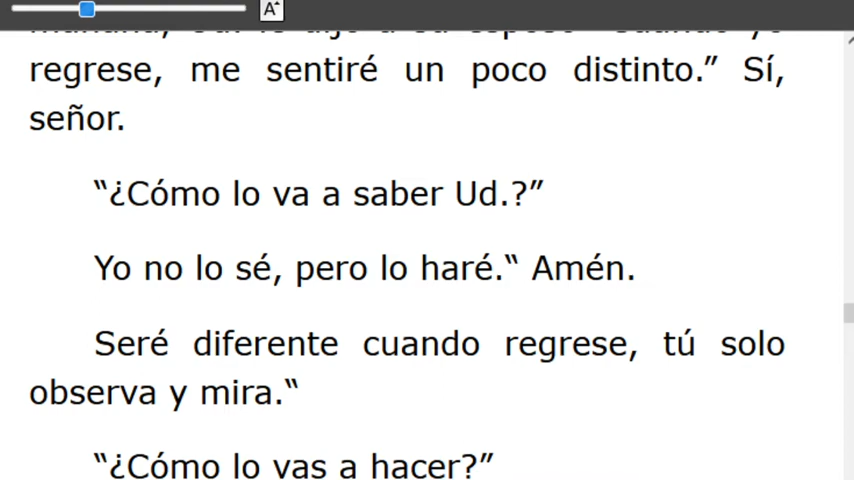 A
regrese, me sentiré un poco distinto.” Sí,
señor.
“¿Cómo lo va a saber Ud.?”
Yo no lo sé, pero lo haré.“ Amén.
Seré diferente cuando regrese, tú solo
observa y mira.“
“¿Cómo lo vas a hacer?”